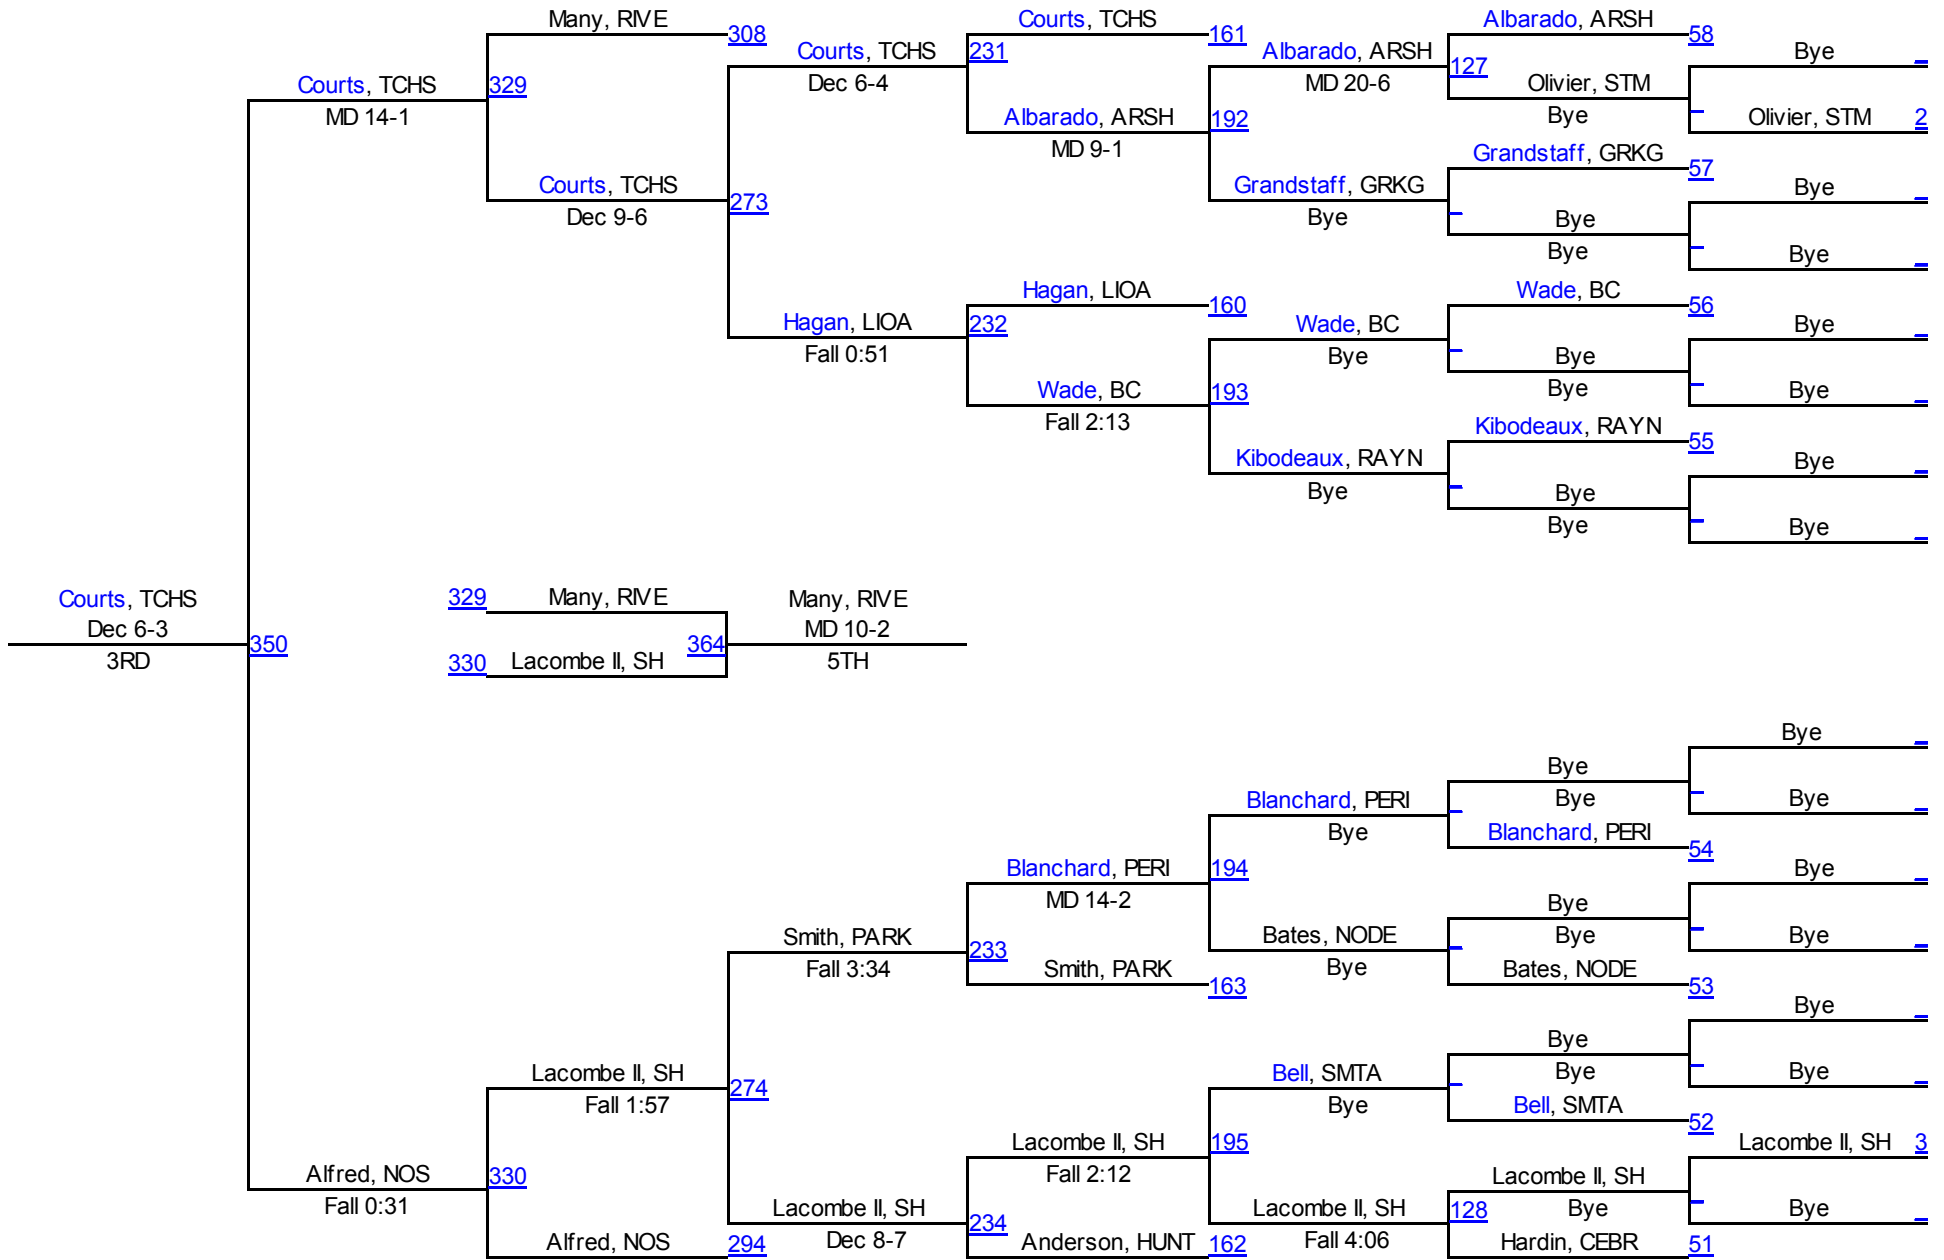 Many, RIVE
308
Courts, TCHS
MD 14-1
329
Courts, TCHS
Dec 9-6
273
Courts, TCHS
Dec 6-4
231
Hagan, LIOA
Fall 0:51
232
Courts, TCHS
161
Albarado, ARSH
MD 9-1
192
Hagan, LIOA
160
Wade, BC
Fall 2:13
193
Albarado, ARSH
MD 20-6
127
Grandstaff, GRKG
Bye
Wade, BC
Bye
Kibodeaux, RAYN
Bye
Albarado, ARSH
58
Olivier, STM
Bye
Grandstaff, GRKG
57
Bye
Bye
Wade, BC
56
Bye
Bye
Kibodeaux, RAYN
55
Bye
Bye
Bye
Olivier, STM 2
Bye
Bye
Bye
Bye
Bye
Bye
Courts, TCHS
Dec 6-3
3RD
350
329 Many, RIVE
330 Lacombe II, SH
364
Many, RIVE
MD 10-2
5TH
Alfred, NOS
Fall 0:31
330
Lacombe II, SH
Fall 1:57
274
Alfred, NOS
294
Smith, PARK
Fall 3:34
233
Lacombe II, SH
Dec 8-7
234
Blanchard, PERI
MD 14-2
194
Smith, PARK
163
Lacombe II, SH
Fall 2:12
195
Anderson, HUNT
162
Blanchard, PERI
Bye
Bates, NODE
Bye
Bell, SMTA
Bye
Lacombe II, SH
Fall 4:06
128
Bye
Bye
Blanchard, PERI
54
Bye
Bye
Bates, NODE
53
Bye
Bye
Bell, SMTA
52
Lacombe II, SH
Bye
Hardin, CEBR
51
Bye
Bye
Bye
Bye
Bye
Bye
Lacombe II, SH 3
Bye